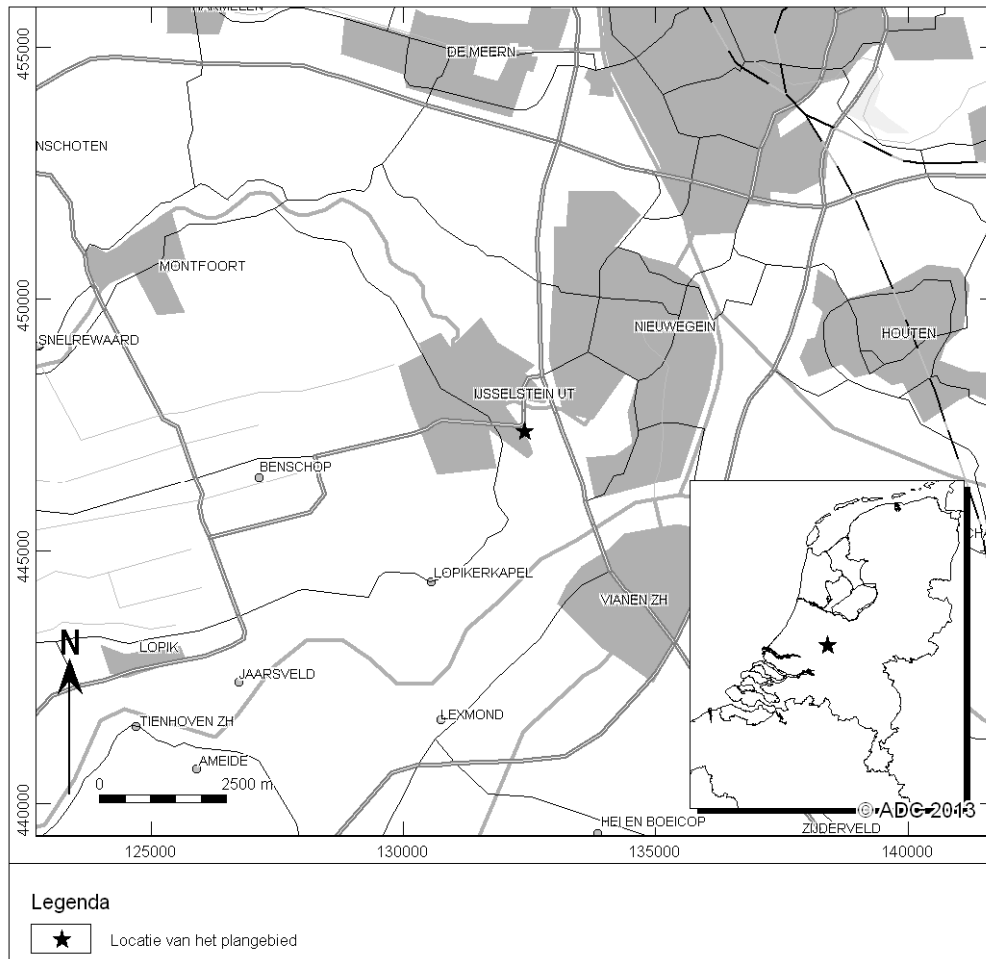 HARMELEN
455000
DE MEERN
NSCHOTEN
MONTFOORT
450000
NIEUWEGEIN
HOUTEN
SNELREWAARD
IJSSELSTEIN UT
BENSCHOP
445000
LOPIKERKAPEL
VIANEN ZH
N
LOPIK
JAARSVELD
LEXMOND
TIENHOVEN ZH
AMEIDE
0 2500 m
440000
HEI EN BOEICOP
ZIJDERVELD
© ADC 2013
125000 130000 135000 140000
Legenda
Locatie van het plangebied